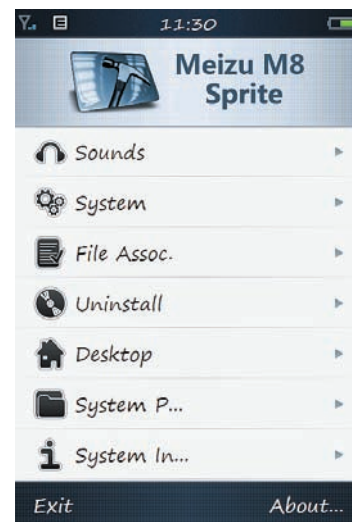 11:30
Meizu M8
Sprite
Sounds
System
File Assoc.
Uninstall
Desktop
System P...
System In...
Exit About...